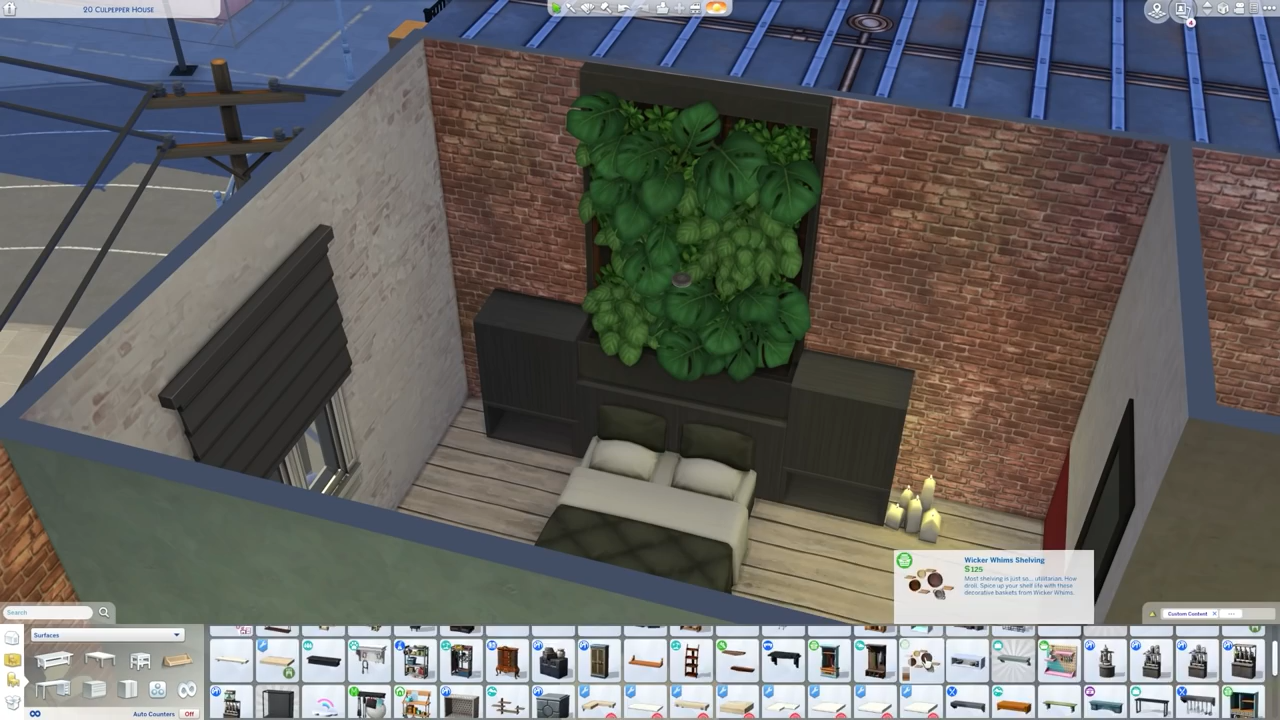 20 CULPEPPER HOUSE
Wicker Whims Shelving
§125
Most shelving is just so... utilitarian. How
droll. Spice up your shelf life with these
decorative baskets from Wicker Whims.
Search
Custom Content X ...
Surfaces
Auto Counters Off